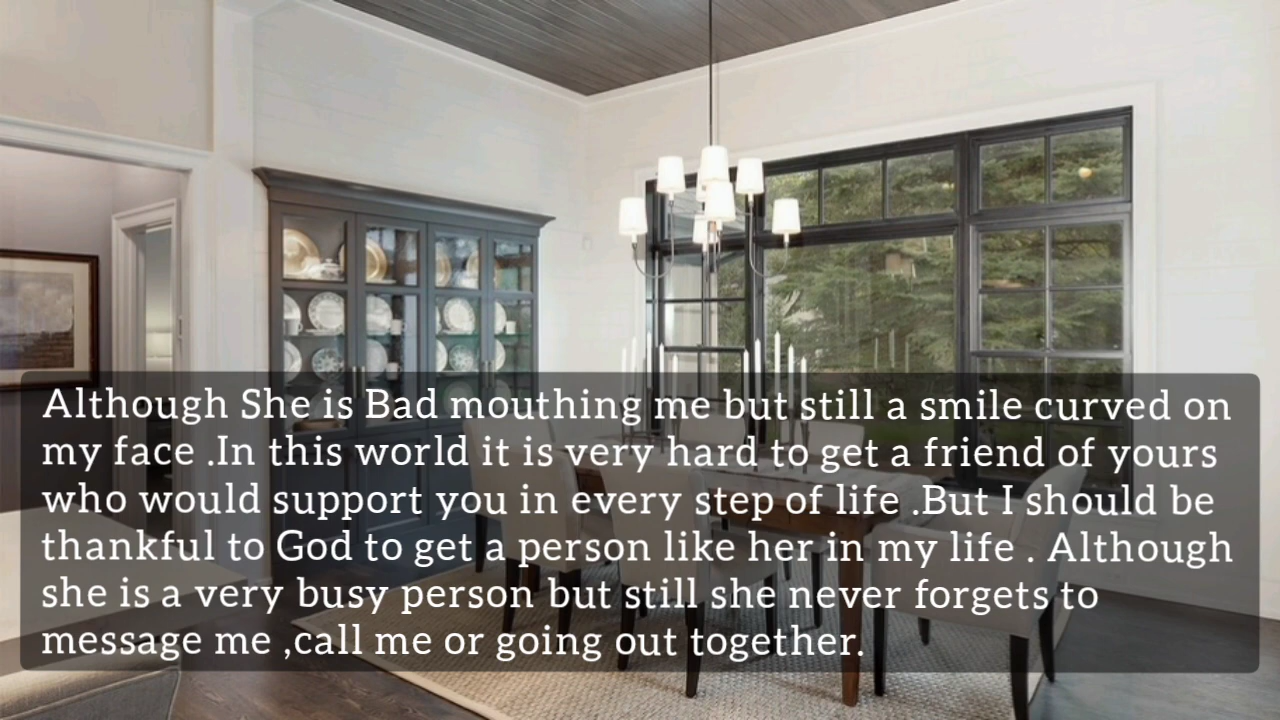 Although She is Bad mouthing me but still a smile curved on
my face .In this world it is very hard to get a friend of yours
who would support you in every step of life .But I should be
thankful to God to get a person like her in my life . Although
she is a very busy person but still she never forgets to
message me ,call me or going out together.